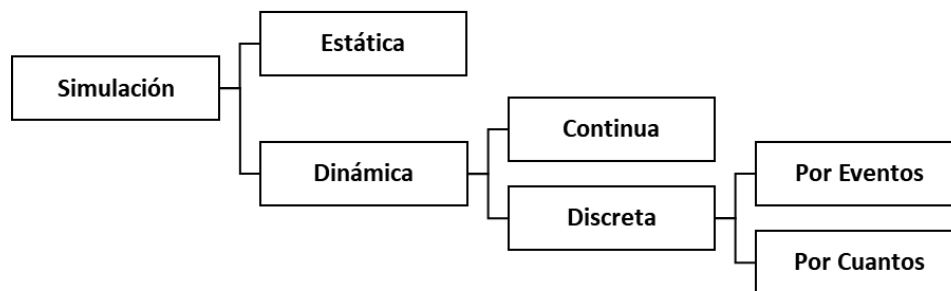 Simulación
Estática
Dinámica
Continua
Discreta
Por Eventos
Por Cuantos